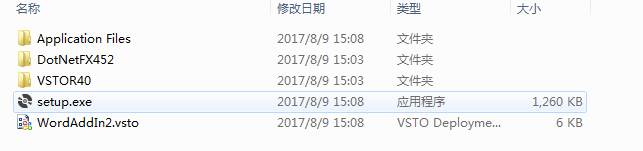 名称 修改日期 类型 大小
Application Files 2017/8/9 15:08 文件夹
DotNetFX452 2017/8/9 15:03 文件夹
VSTOR40 2017/8/9 15:03 文件夹
setup.exe 2017/8/9 15:08 应用程序 1,260 KB
WordAddIn2.vsto 2017/8/9 15:08 VSTO Deployme... 6 KB